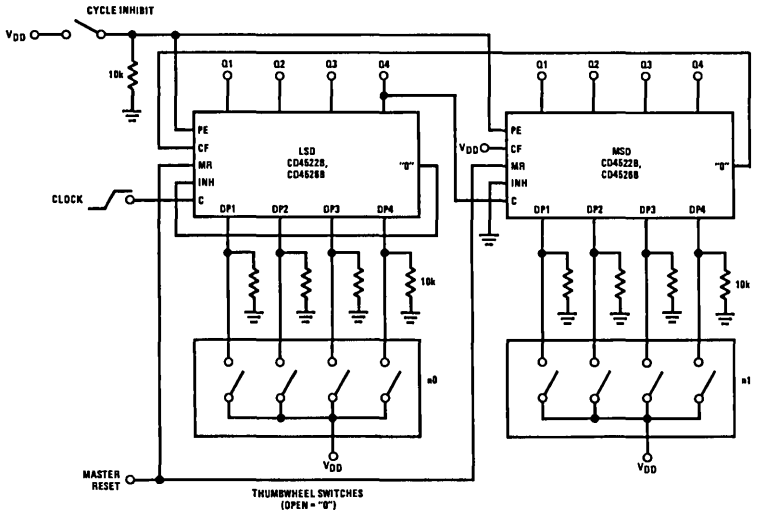 CYCLE INHIBIT
VDD
10k
Q1 Q2 Q3 Q4
Q1 Q2 Q3 Q4
PE
CF
MR
INH
C
LSD
CD4522B,
CD4526B
"0"
DP1 DP2 DP3 DP4
CLOCK
VDD
PE
CF
MR
INH
C
MSD
CD4522B,
CD4526B
"0"
DP1 DP2 DP3 DP4
10k
10k
n0
n1
VDD
VDD
MASTER
RESET
THUMBWHEEL SWITCHES
(OPEN = "0")